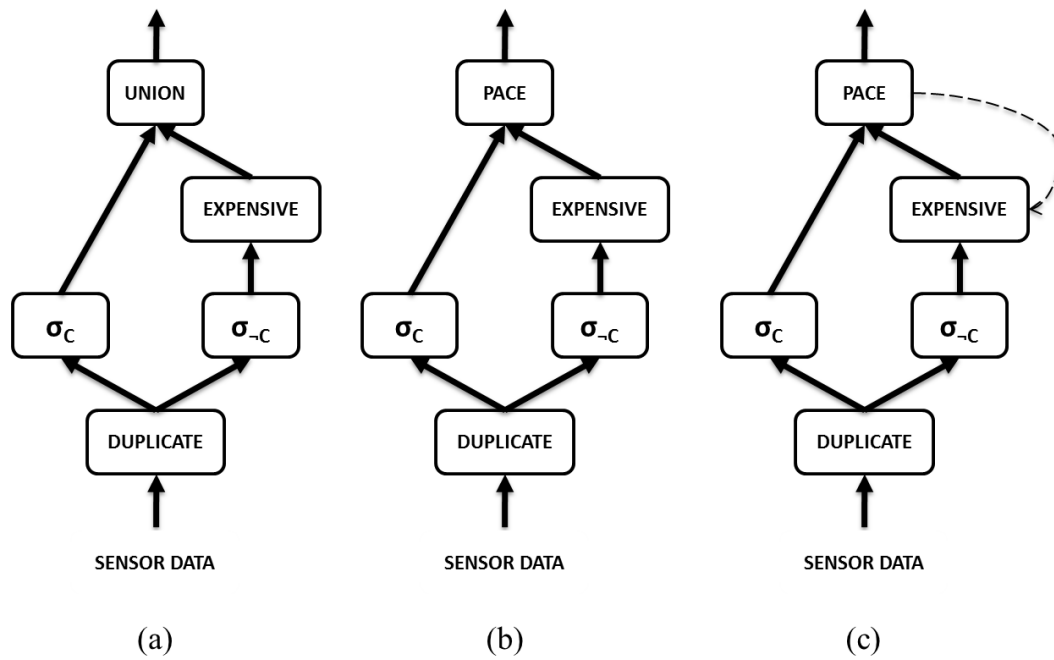 UNION
EXPENSIVE
σC
σ¬C
DUPLICATE
SENSOR DATA
(a)
PACE
EXPENSIVE
σC
σ¬C
DUPLICATE
SENSOR DATA
(b)
PACE
EXPENSIVE
σC
σ¬C
DUPLICATE
SENSOR DATA
(c)